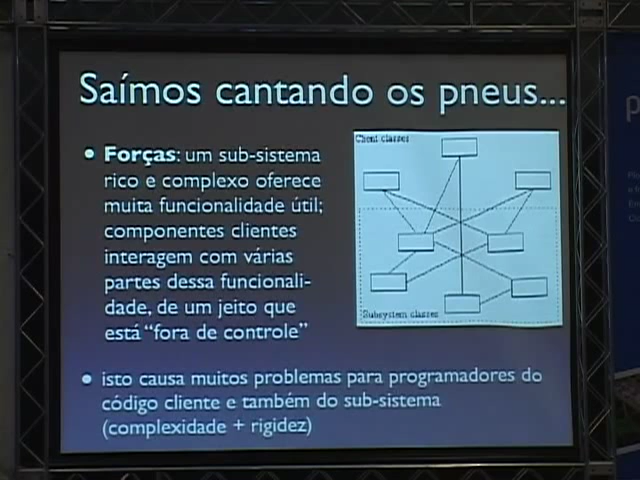 Saímos cantando os pneus...
• Forças: um sub-sistema
rico e complexo oferece
muita funcionalidade útil;
componentes clientes
interagem com várias
partes dessa funcionali-
dade, de um jeito que
está “fora de controle”
Client classes
Subsystem classes
• isto causa muitos problemas para programadores do
código cliente e também do sub-sistema
(complexidade + rigidez)